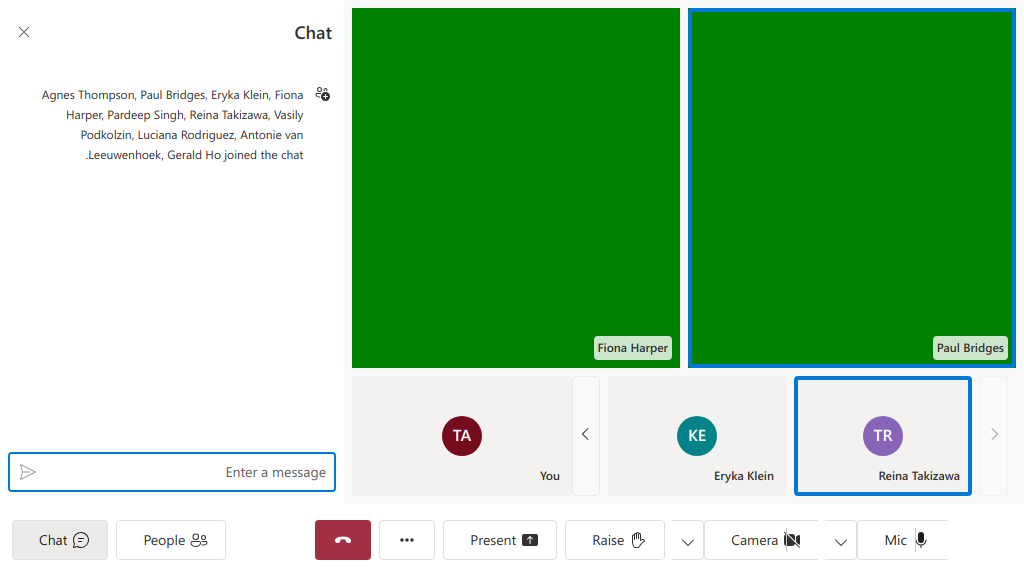 Chat
Agnes Thompson, Paul Bridges, Eryka Klein, Fiona
Harper, Pardeep Singh, Reina Takizawa, Vasily
Podkolzin, Luciana Rodriguez, Antonie van
.Leeuwenhoek, Gerald Ho joined the chat
Enter a message
Fiona Harper
Paul Bridges
TA
You
KE
Eryka Klein
TR
Reina Takizawa
Chat
People
Present
Raise
Camera
Mic